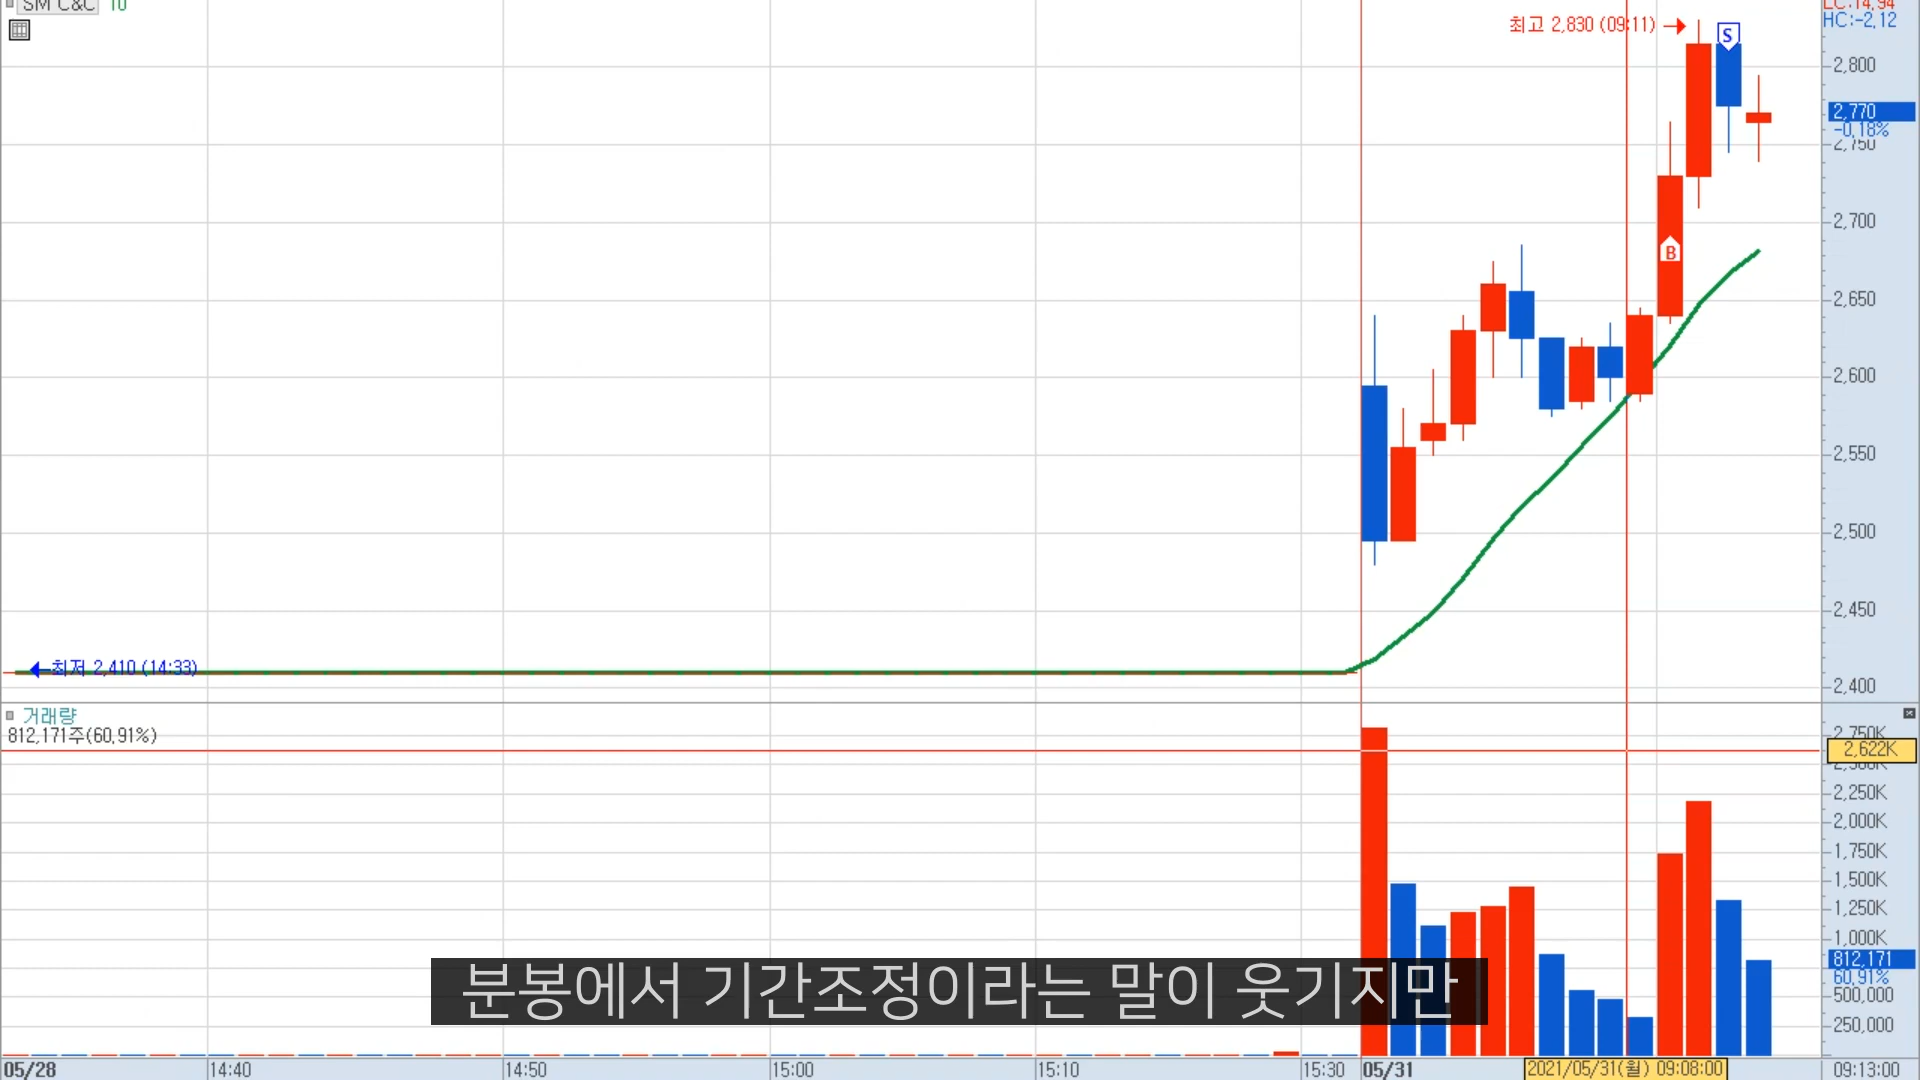 SM C&C 10
LC:14,94
HC:-2,12
최고 2,830 (09:11)
S
2,800
2,770
-0,18%
2,750
2,700
B
2,650
2,600
2,550
2,500
2,450
최저 2,410 (14:33)
2,400
거래량
812,171주(60,91%)
2,750K
2,622K
2,500K
2,250K
2,000K
1,750K
1,500K
1,250K
1,000K
812,171
60,91%
500,000
250,000
분봉에서 기간조정이라는 말이 웃기지만
05/28 14:40 14:50 15:00 15:10 15:30 05/31 2021/05/31(월) 09:08:00 09:13:00